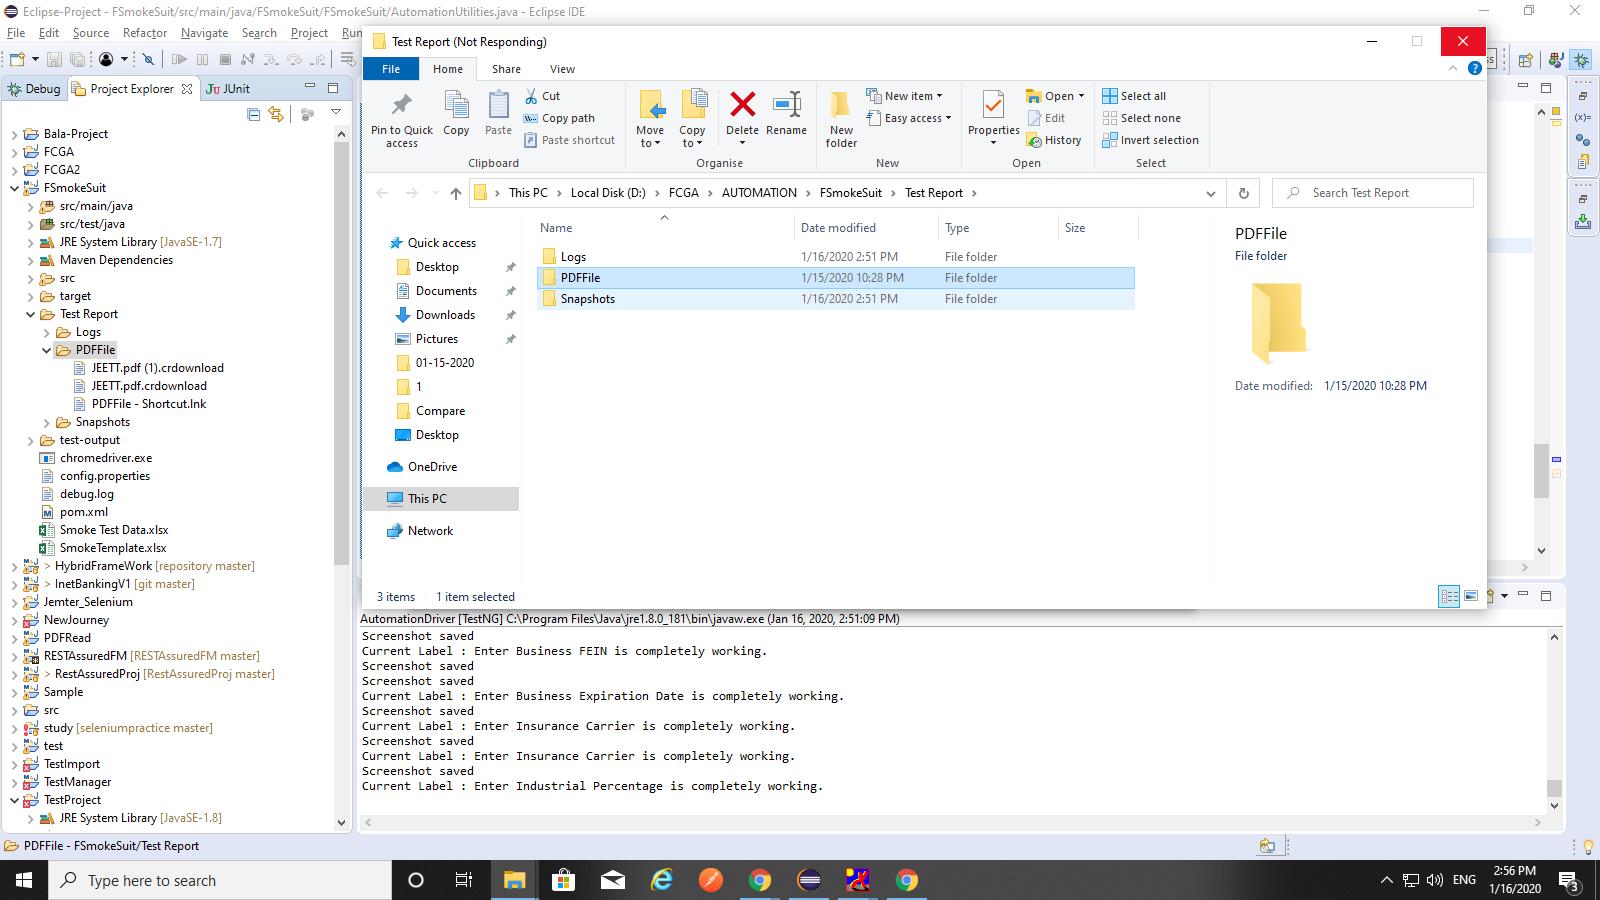 Eclipse-Project - FSmokeSuit/src/main/java/FSmokeSuit/FSmokeSuit/AutomationUtilities.java - Eclipse IDE
File Edit Source Refactor Navigate Search Project
Debug Project Explorer JUnit
Bala-Project
FCGA
FCGA2
FSmokeSuit
src/main/java
src/test/java
JRE System Library [JavaSE-1.7]
Maven Dependencies
src
target
Test Report
Logs
PDFFile
JEETT.pdf (1).crdownload
JEETT.pdf.crdownload
PDFFile - Shortcut.lnk
Snapshots
test-output
chromedriver.exe
config.properties
debug.log
pom.xml
Smoke Test Data.xlsx
SmokeTemplate.xlsx
> HybridFrameWork [repository master]
> InetBankingV1 [git master]
Jemter_Selenium
NewJourney
PDFRead
RESTAssuredFM [RESTAssuredFM master]
> RestAssuredProj [RestAssuredProj master]
Sample
src
study [seleniumpractice master]
test
TestImport
TestManager
TestProject
JRE System Library [JavaSE-1.8]
PDFFile - FSmokeSuit/Test Report
Test Report (Not Responding)
File Home Share View
Pin to Quick access
Copy
Paste
Cut
Copy path
Paste shortcut
Clipboard
Move to
Copy to
Delete
Rename
Organise
New folder
New item
Easy access
New
Properties
Open
Edit
History
Open
Select all
Select none
Invert selection
Select
This PC > Local Disk (D:) > FCGA > AUTOMATION > FSmokeSuit > Test Report >
Search Test Report
Quick access
Desktop
Documents
Downloads
Pictures
01-15-2020
1
Compare
Desktop
OneDrive
This PC
Network
Name Date modified Type Size
Logs 1/16/2020 2:51 PM File folder
PDFFile 1/15/2020 10:28 PM File folder
Snapshots 1/16/2020 2:51 PM File folder
PDFFile
File folder
Date modified: 1/15/2020 10:28 PM
3 items 1 item selected
AutomationDriver [TestNG] C:\Program Files\Java\jre1.8.0_181\bin\javaw.exe (Jan 16, 2020, 2:51:09 PM)
Screenshot saved
Current Label : Enter Business FEIN is completely working.
Screenshot saved
Screenshot saved
Current Label : Enter Business Expiration Date is completely working.
Screenshot saved
Current Label : Enter Insurance Carrier is completely working.
Screenshot saved
Current Label : Enter Insurance Carrier is completely working.
Screenshot saved
Current Label : Enter Industrial Percentage is completely working.
Type here to search
ENG
2:56 PM
1/16/2020
3